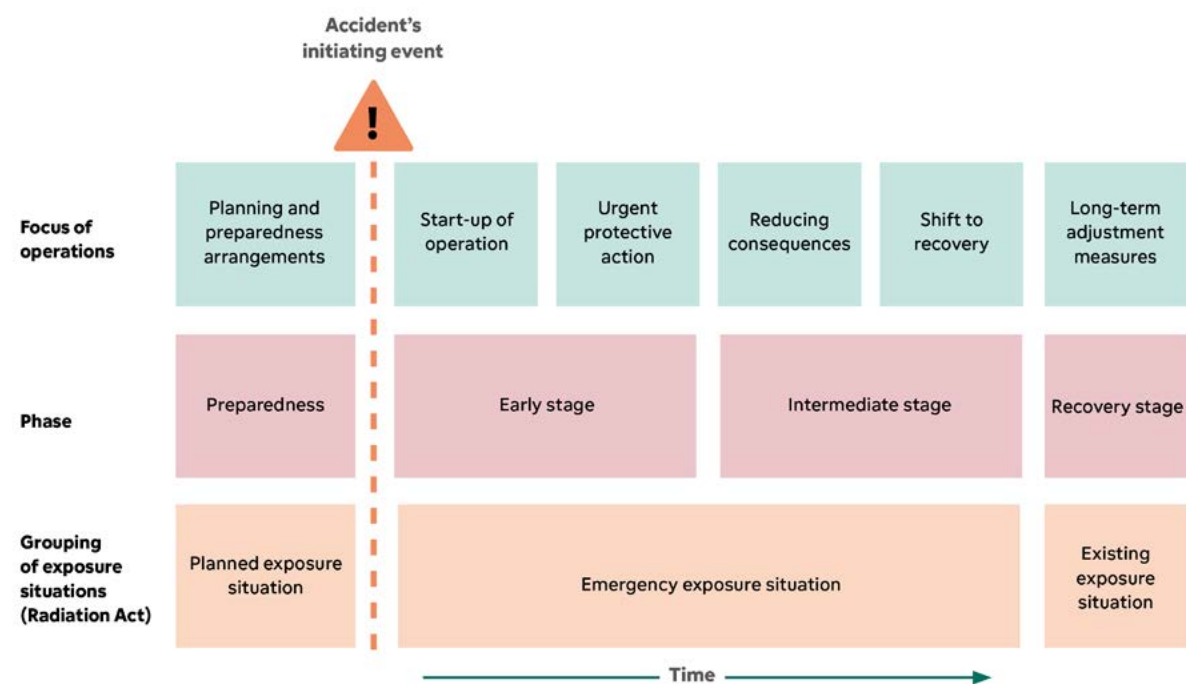 Accident’s
initiating event
!
Focus of
operations
Planning and
preparedness
arrangements
Start-up of
operation
Urgent
protective
action
Reducing
consequences
Shift to
recovery
Long-term
adjustment
measures
Phase
Preparedness
Early stage
Intermediate stage
Recovery stage
Grouping
of exposure
situations
(Radiation Act)
Planned exposure
situation
Emergency exposure situation
Existing
exposure
situation
Time